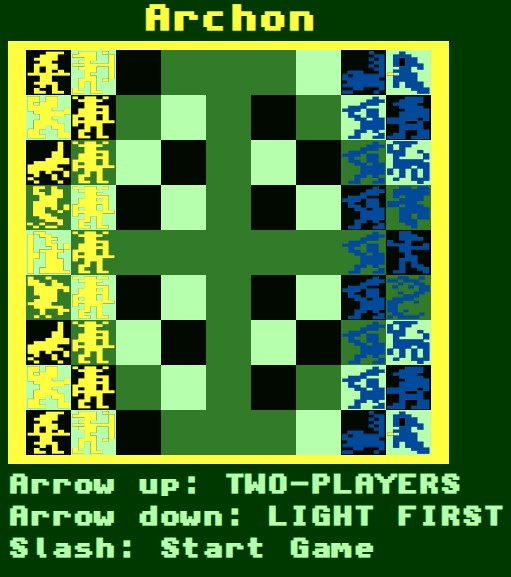 Archon
Arrow up: TWO-PLAYERS
Arrow down: LIGHT FIRST
Slash: Start Game